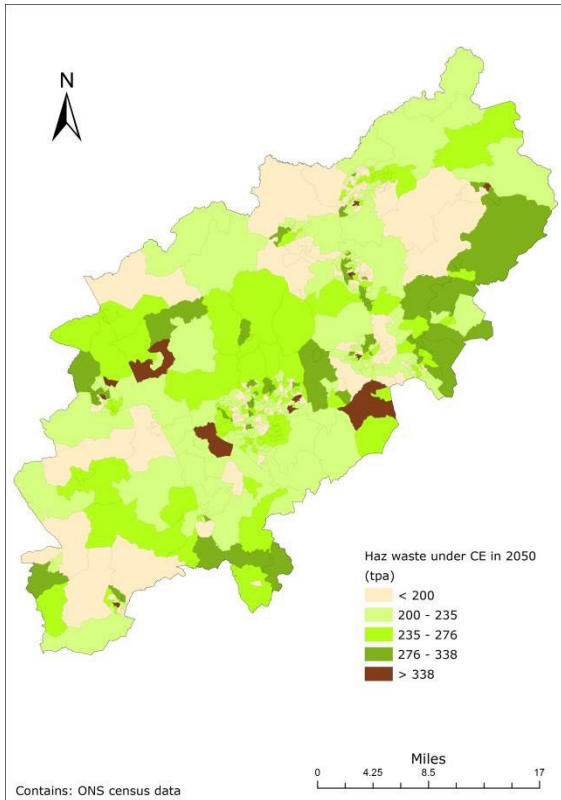 N
Haz waste under CE in 2050
(tpa)
< 200
200 - 235
235 - 276
276 - 338
> 338
Miles
0 4.25 8.5 17
Contains: ONS census data